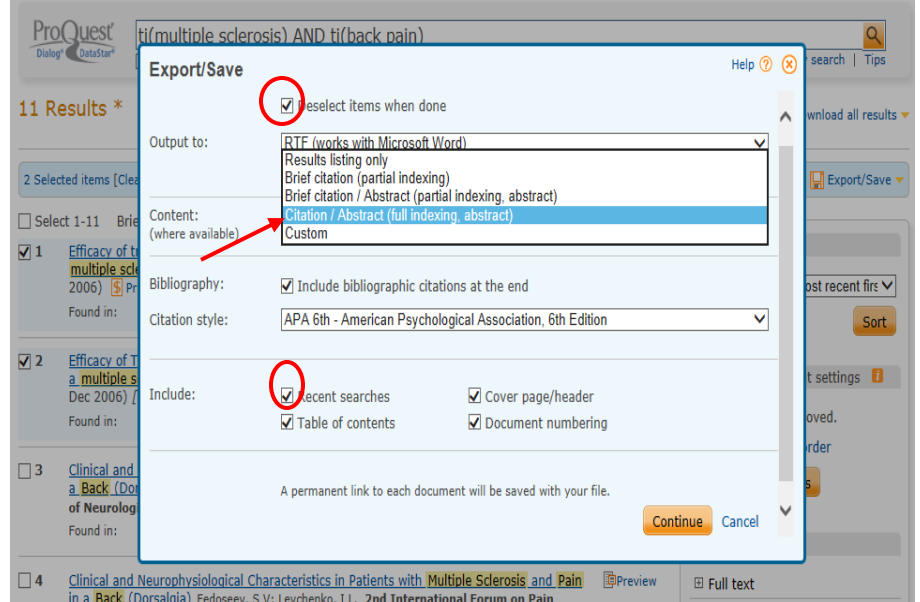 ProQuest
Dialog® DataStar®
ti(multiple sclerosis) AND ti(back pain)
search | Tips
11 Results *
wnload all results
2 Selected items [Clea
Export/Save
Select 1-11 Brie
1 Efficacy of t
multiple scle
2006) $ Pr
Found in:
ost recent firs
Sort
2 Efficacy of T
a multiple s
Dec 2006) [
Found in:
t settings i
oved.
rder
s
3 Clinical and
a Back (Dor
of Neurologi
Found in:
4 Clinical and Neurophysiological Characteristics in Patients with Multiple Sclerosis and Pain
in a Back (Dorsalgia) Fedoseev, S V; Levchenko, I L. 2nd International Forum on Pain
Preview
Full text
Export/Save
Help ?
Deselect items when done
Output to: RTF (works with Microsoft Word)
Results listing only
Brief citation (partial indexing)
Brief citation / Abstract (partial indexing, abstract)
Content: Citation / Abstract (full indexing, abstract)
(where available) Custom
Bibliography: Include bibliographic citations at the end
Citation style: APA 6th - American Psychological Association, 6th Edition
Include: Recent searches Cover page/header
Table of contents Document numbering
A permanent link to each document will be saved with your file.
Continue Cancel